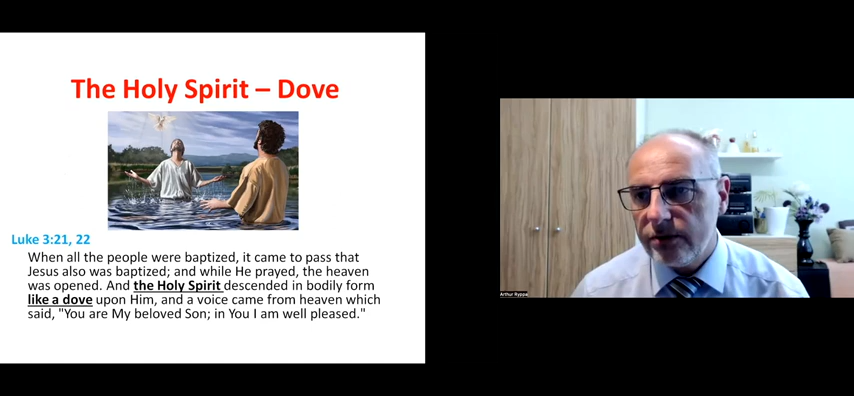 The Holy Spirit – Dove
Luke 3:21, 22
When all the people were baptized, it came to pass that
Jesus also was baptized; and while He prayed, the heaven
was opened. And the Holy Spirit descended in bodily form
like a dove upon Him, and a voice came from heaven which
said, "You are My beloved Son; in You I am well pleased."
Arthur Ryppa